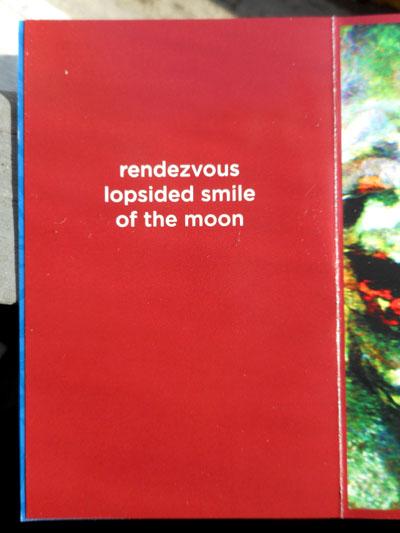 rendezvous
lopsided smile
of the moon